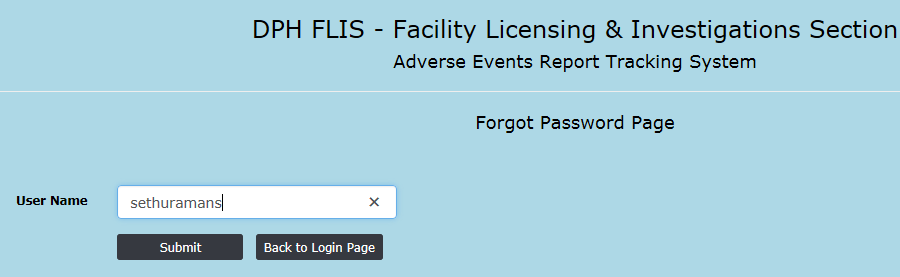 DPH FLIS - Facility Licensing & Investigations Section
Adverse Events Report Tracking System
Forgot Password Page
User Name
sethuramans
Submit
Back to Login Page